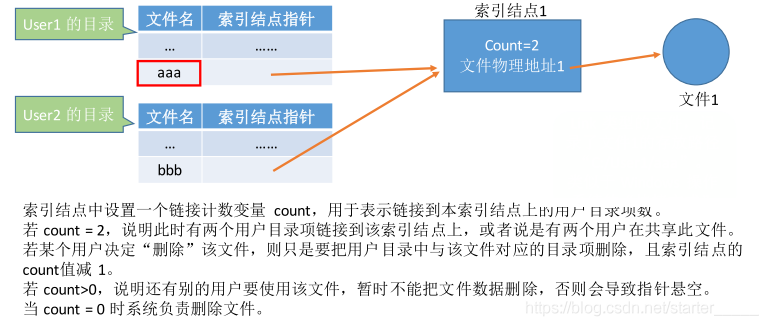 索引结点1
User1 的目录
文件名 索引结点指针
... ......
aaa
Count=2
文件物理地址1
文件1
User2 的目录
文件名 索引结点指针
... ......
bbb
索引结点中设置一个链接计数变量 count，用于表示链接到本索引结点上的用户目录项数。
若 count = 2，说明此时有两个用户目录项链接到该索引结点上，或者说是有两个用户在共享此文件。
若某个用户决定“删除”该文件，则只是要把用户目录中与该文件对应的目录项删除，且索引结点的
count值减 1。
若 count>0，说明还有别的用户要使用该文件，暂时不能把文件数据删除，否则会导致指针悬空。
当 count = 0 时系统负责删除文件。
https://blog.csdn.net/starter_____